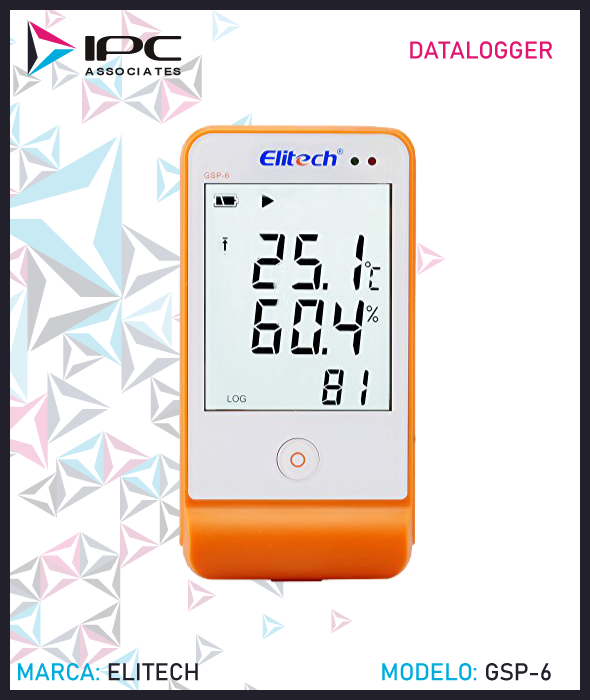 IPC
ASSOCIATES
DATALOGGER
Elitech®
GSP-6
25.1 °C
60.4 %
LOG 81
MARCA: ELITECH
MODELO: GSP-6